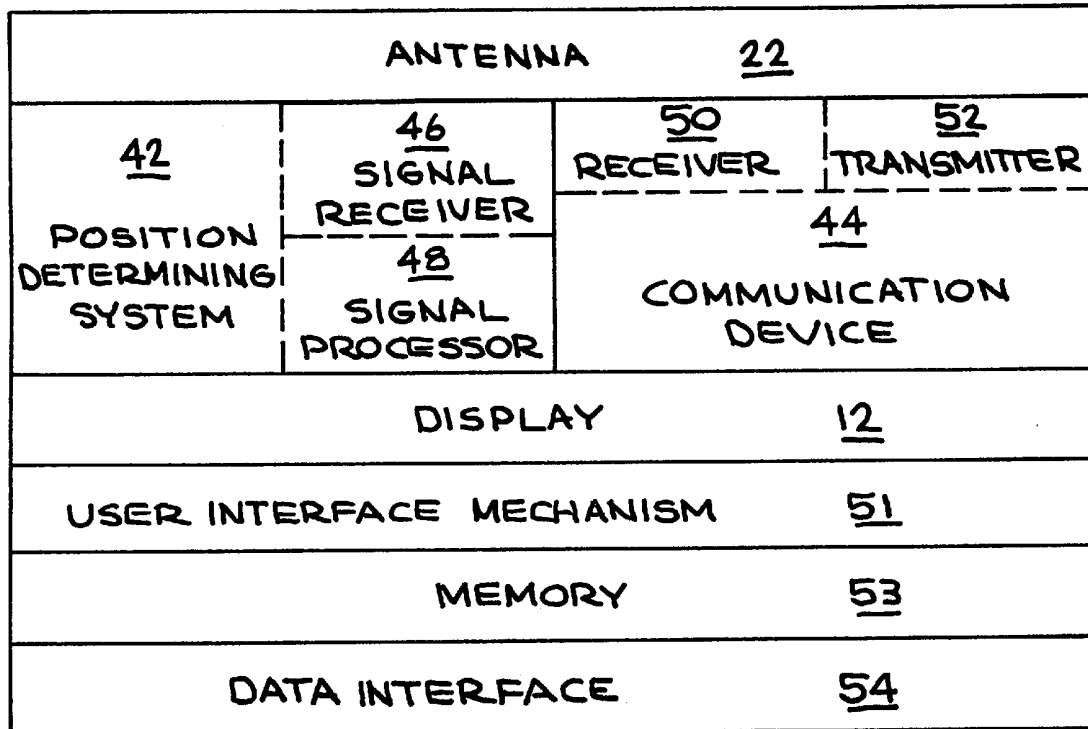 ANTENNA 22
42
POSITION
DETERMINING
SYSTEM
46
SIGNAL
RECEIVER
48
SIGNAL
PROCESSOR
50
RECEIVER
52
TRANSMITTER
44
COMMUNICATION
DEVICE
DISPLAY 12
USER INTERFACE MECHANISM 51
MEMORY 53
DATA INTERFACE 54